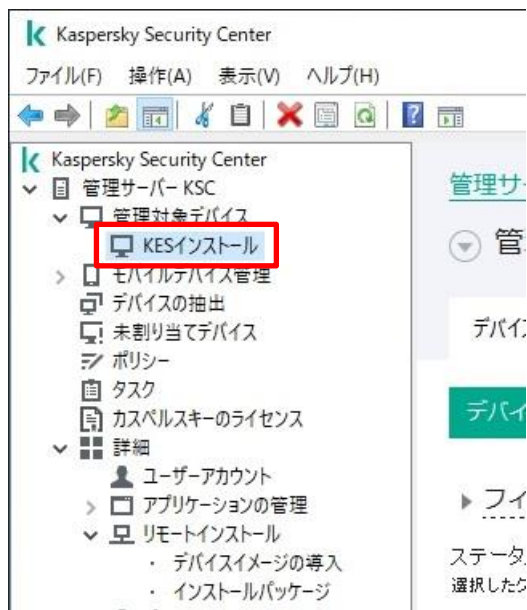 Kaspersky Security Center
ファイル(F) 操作(A) 表示(V) ヘルプ(H)
Kaspersky Security Center
管理サーバー KSC
管理対象デバイス
KESインストール
モバイルデバイス管理
デバイスの抽出
未割り当てデバイス
ポリシー
タスク
カスペルスキーのライセンス
詳細
ユーザーアカウント
アプリケーションの管理
リモートインストール
・ デバイスイメージの導入
・ インストールパッケージ
管理サ
管
デバイ
デバイ
フィ
ステータ
選択した